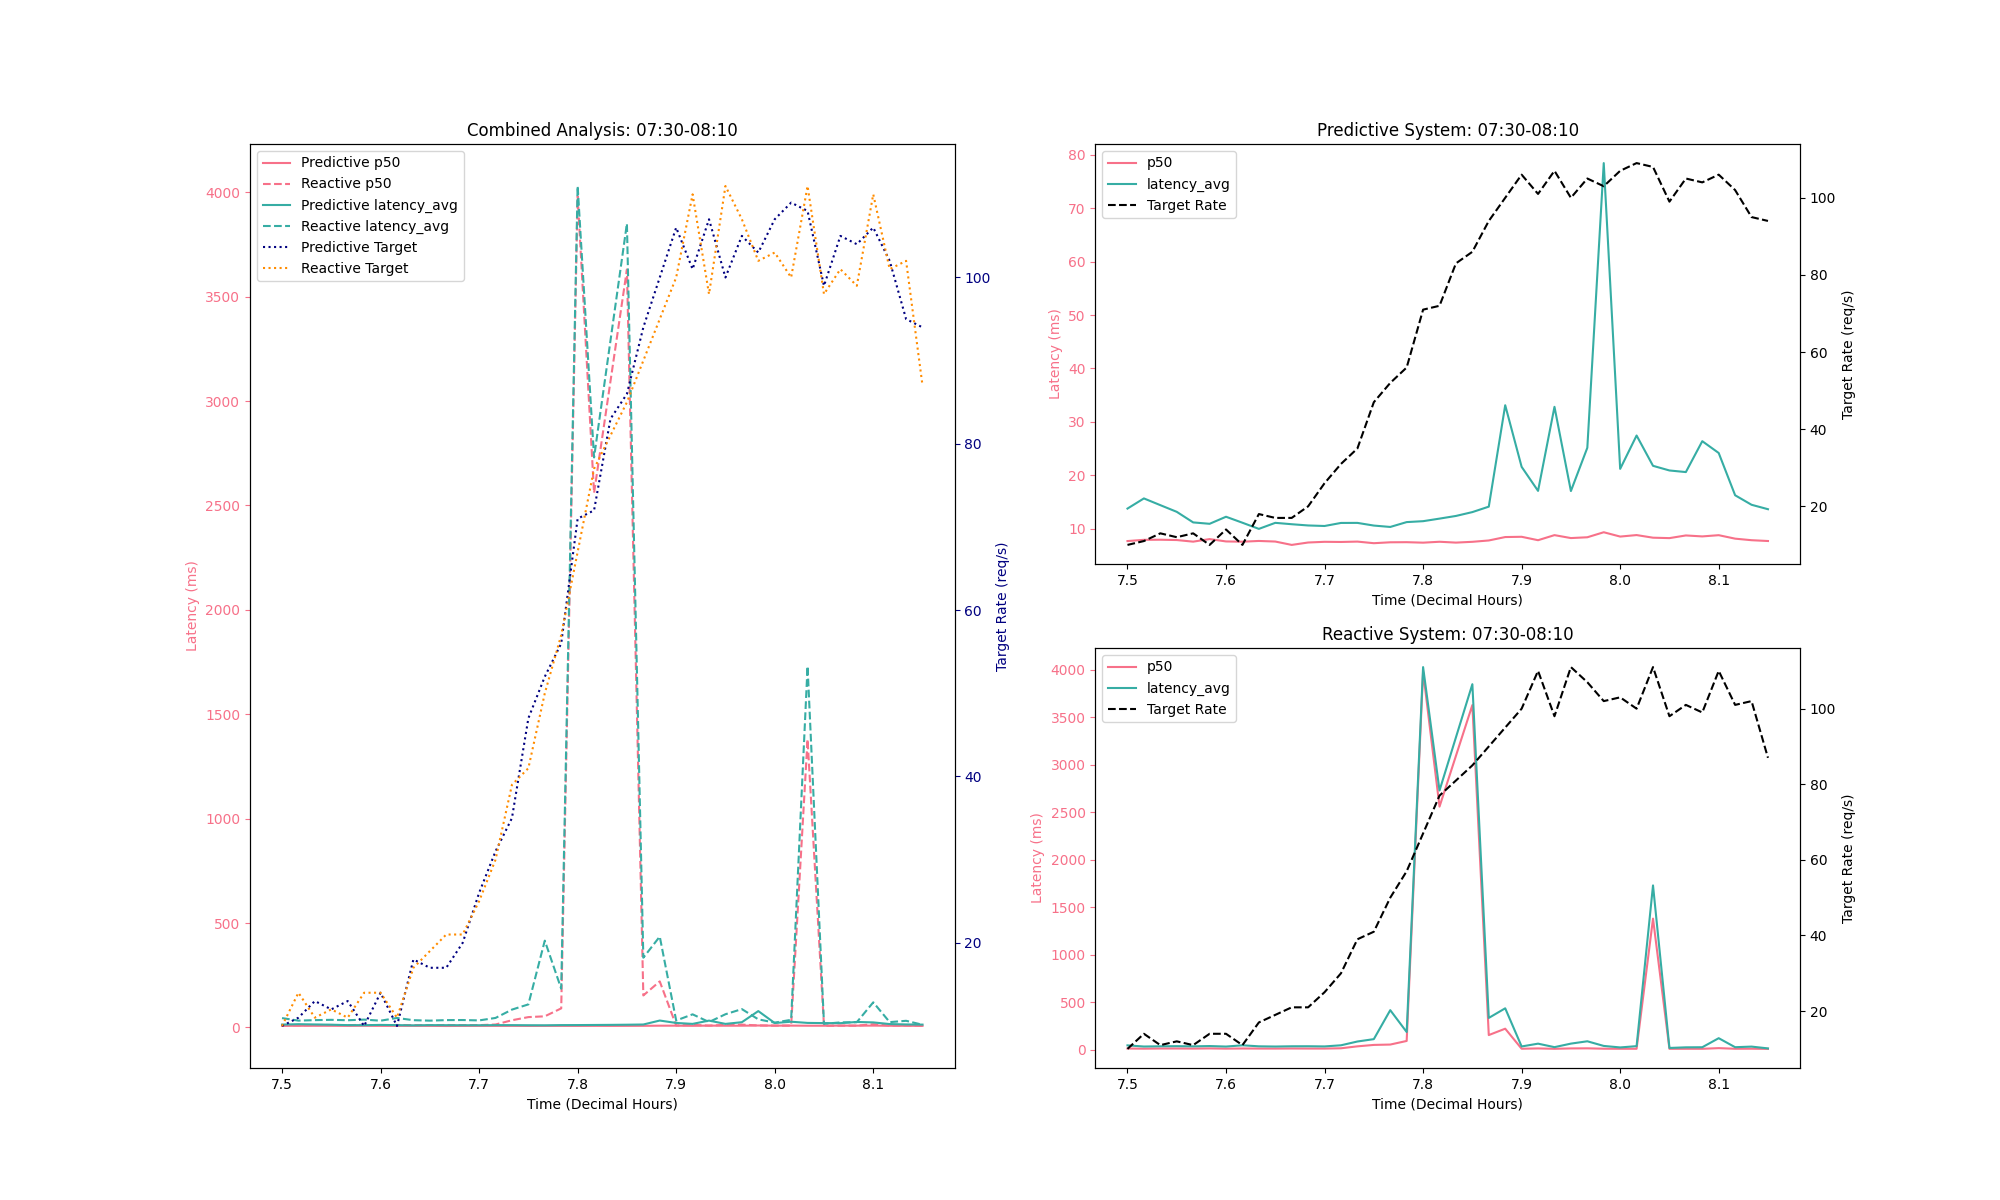 Combined Analysis: 07:30-08:10
Predictive p50
Reactive p50
Predictive latency_avg
Reactive latency_avg
Predictive Target
Reactive Target
4000
3500
3000
2500
2000
1500
1000
500
0
Latency (ms)
100
80
60
40
20
Target Rate (req/s)
7.5 7.6 7.7 7.8 7.9 8.0 8.1
Time (Decimal Hours)
Predictive System: 07:30-08:10
p50
latency_avg
Target Rate
80
70
60
50
40
30
20
10
Latency (ms)
100
80
60
40
20
Target Rate (req/s)
7.5 7.6 7.7 7.8 7.9 8.0 8.1
Time (Decimal Hours)
Reactive System: 07:30-08:10
p50
latency_avg
Target Rate
4000
3500
3000
2500
2000
1500
1000
500
0
Latency (ms)
100
80
60
40
20
Target Rate (req/s)
7.5 7.6 7.7 7.8 7.9 8.0 8.1
Time (Decimal Hours)